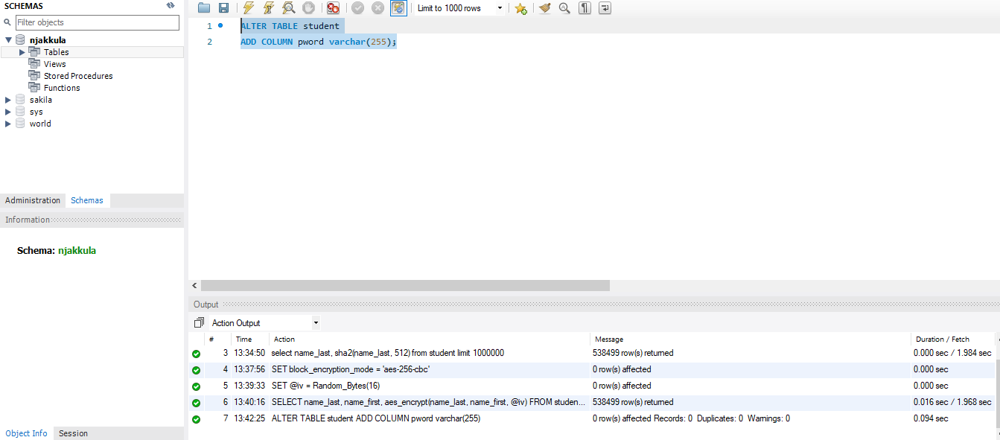 SCHEMAS
Filter objects
njakkula
Tables
Views
Stored Procedures
Functions
sakila
sys
world
Administration Schemas
Information
Schema: njakkula
Object Info Session
Limit to 1000 rows
1 ALTER TABLE student
2 ADD COLUMN pword varchar(255);
Output
Action Output
# Time Action Message Duration / Fetch
3 13:34:50 select name_last, sha2(name_last, 512) from student limit 1000000 538499 row(s) returned 0.000 sec / 1.984 sec
4 13:37:56 SET block_encryption_mode = 'aes-256-cbc' 0 row(s) affected 0.000 sec
5 13:39:33 SET @iv = Random_Bytes(16) 0 row(s) affected 0.000 sec
6 13:40:16 SELECT name_last, name_first, aes_encrypt(name_last, name_first, @iv) FROM studen... 538499 row(s) returned 0.016 sec / 1.968 sec
7 13:42:25 ALTER TABLE student ADD COLUMN pword varchar(255) 0 row(s) affected Records: 0 Duplicates: 0 Warnings: 0 0.094 sec